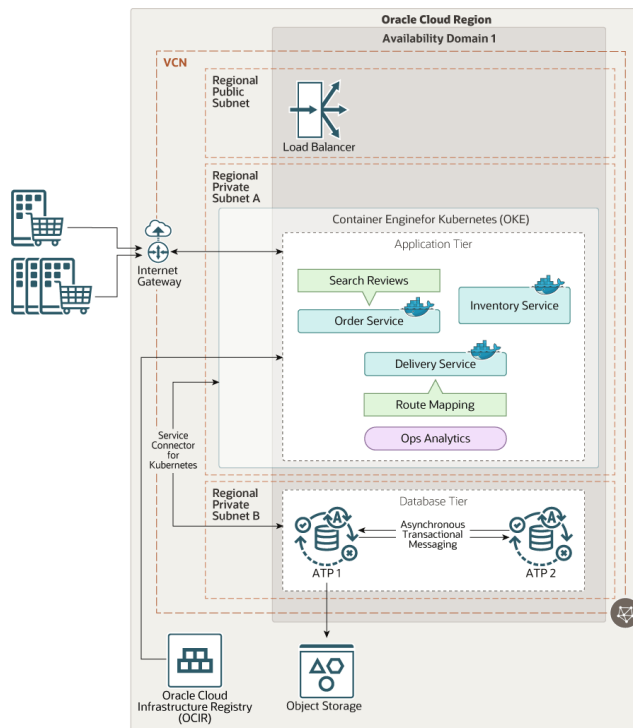 Oracle Cloud Region
Availability Domain 1
VCN
Regional
Public
Subnet
Load Balancer
Regional
Private
Subnet A
Container Enginefor Kubernetes (OKE)
Application Tier
Internet
Gateway
Search Reviews
Order Service
Inventory Service
Delivery Service
Route Mapping
Ops Analytics
Service
Connector
for
Kubernetes
Regional
Private
Subnet B
Database Tier
A
A
Asynchronous
Transactional
Messaging
ATP 1
ATP 2
Oracle Cloud
Infrastructure Registry
(OCIR)
Object Storage